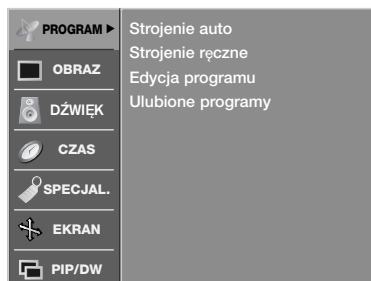 PROGRAM ▶
OBRAZ
DŹWIĘK
CZAS
SPECJAL.
EKRAN
PIP/DW
Strojenie auto
Strojenie ręczne
Edycja programu
Ulubione programy